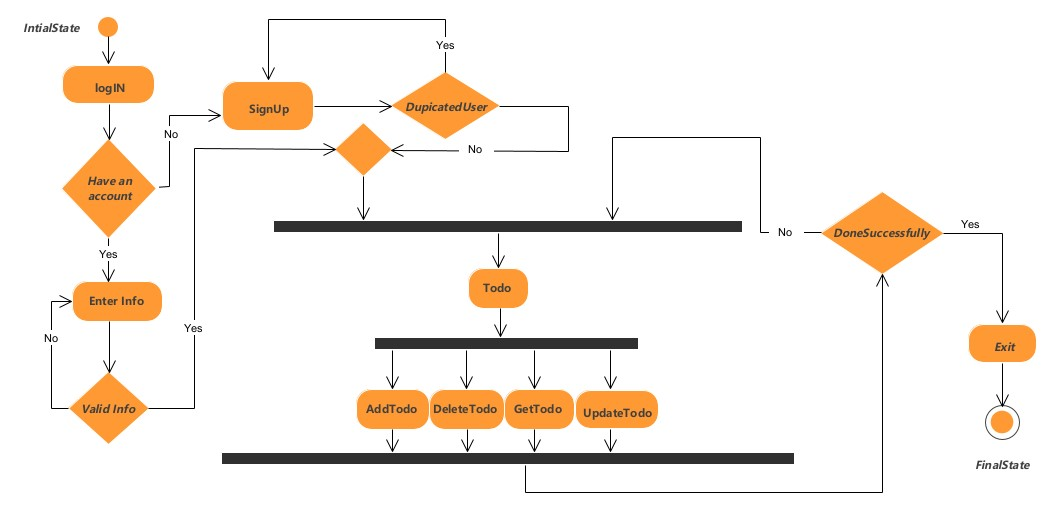 IntialState
logIN
Have an
account
No
Yes
Enter Info
No
Valid Info
Yes
SignUp
DupicatedUser
Yes
No
Todo
AddTodo
DeleteTodo
GetTodo
UpdateTodo
No
DoneSuccessfully
Yes
Exit
FinalState